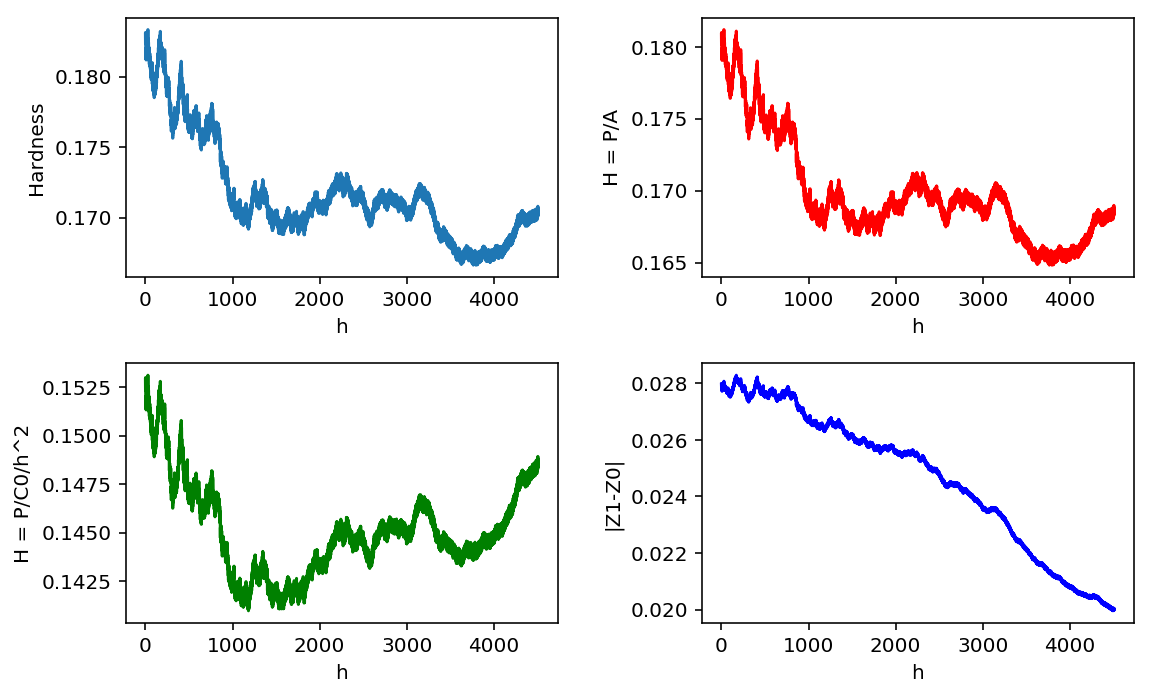 Hardness
0.180
0.175
0.170
0 1000 2000 3000 4000
h
H = P/A
0.180
0.175
0.170
0.165
0 1000 2000 3000 4000
h
H = P/C0/h^2
0.1525
0.1500
0.1475
0.1450
0.1425
0 1000 2000 3000 4000
h
|Z1-Z0|
0.028
0.026
0.024
0.022
0.020
0 1000 2000 3000 4000
h